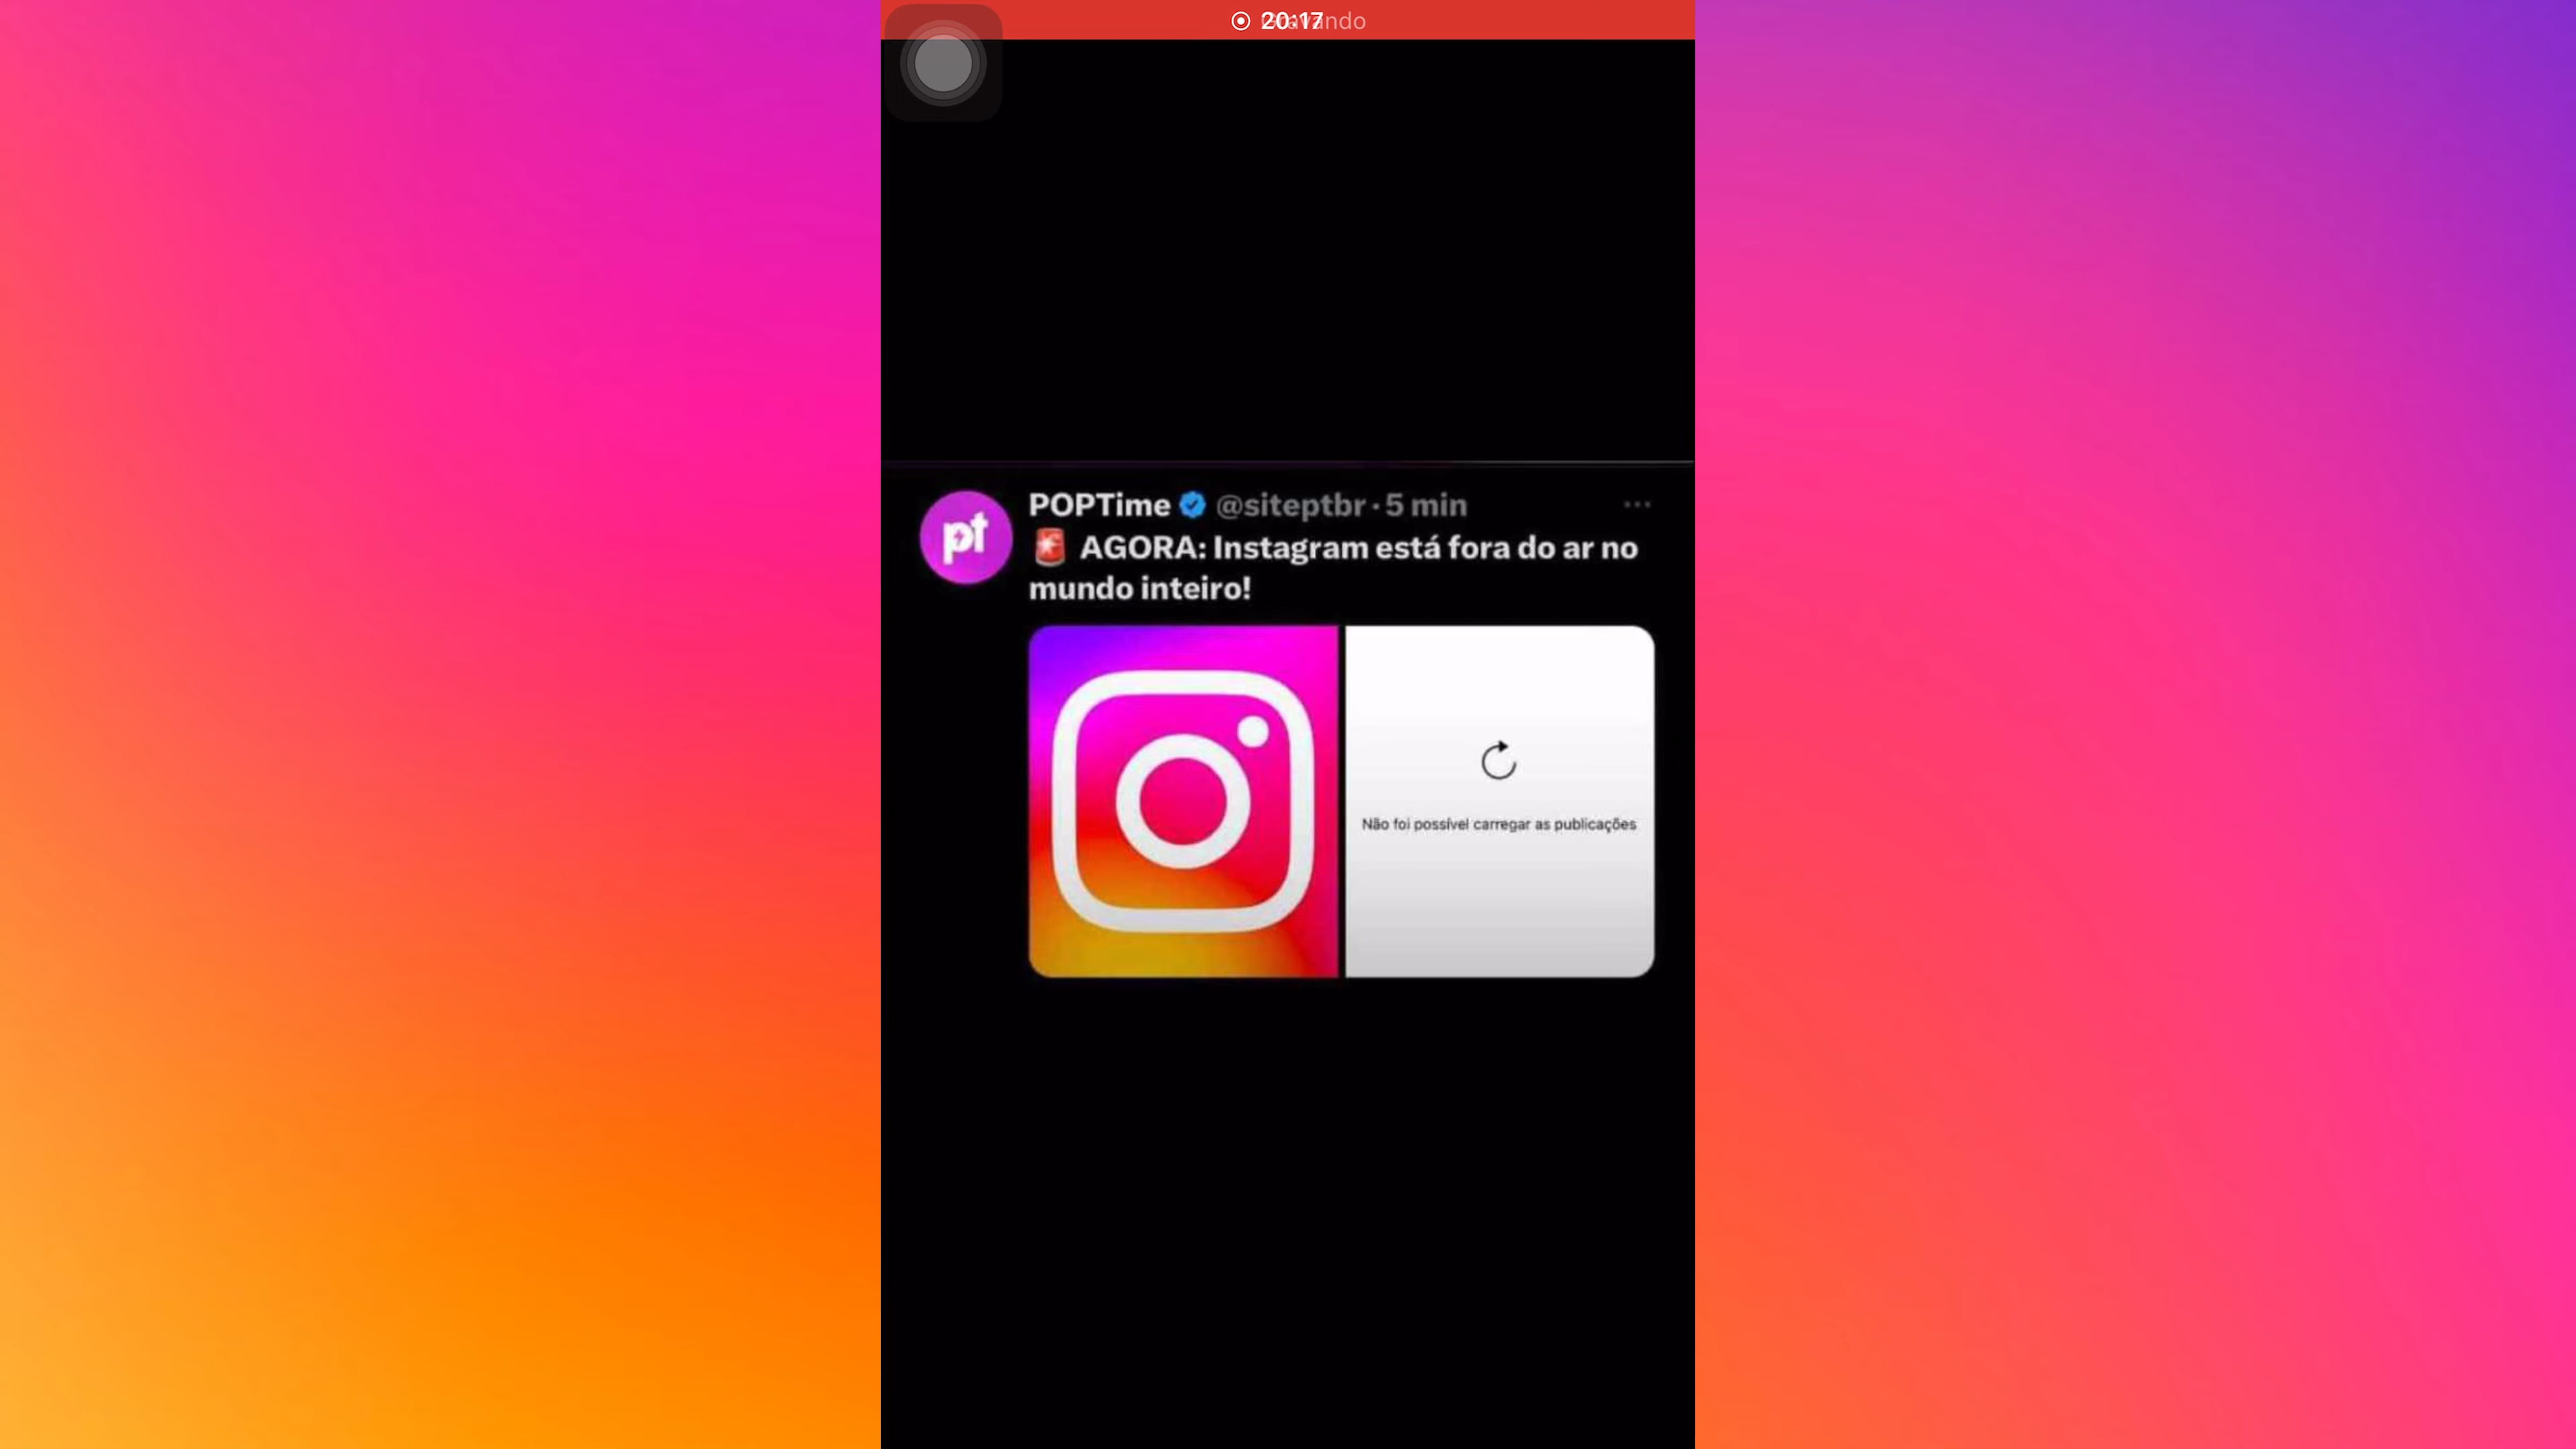 20:17
pt
POPTime @siteptbr · 5 min
🚨 AGORA: Instagram está fora do ar no
mundo inteiro!
Não foi possível carregar as publicações